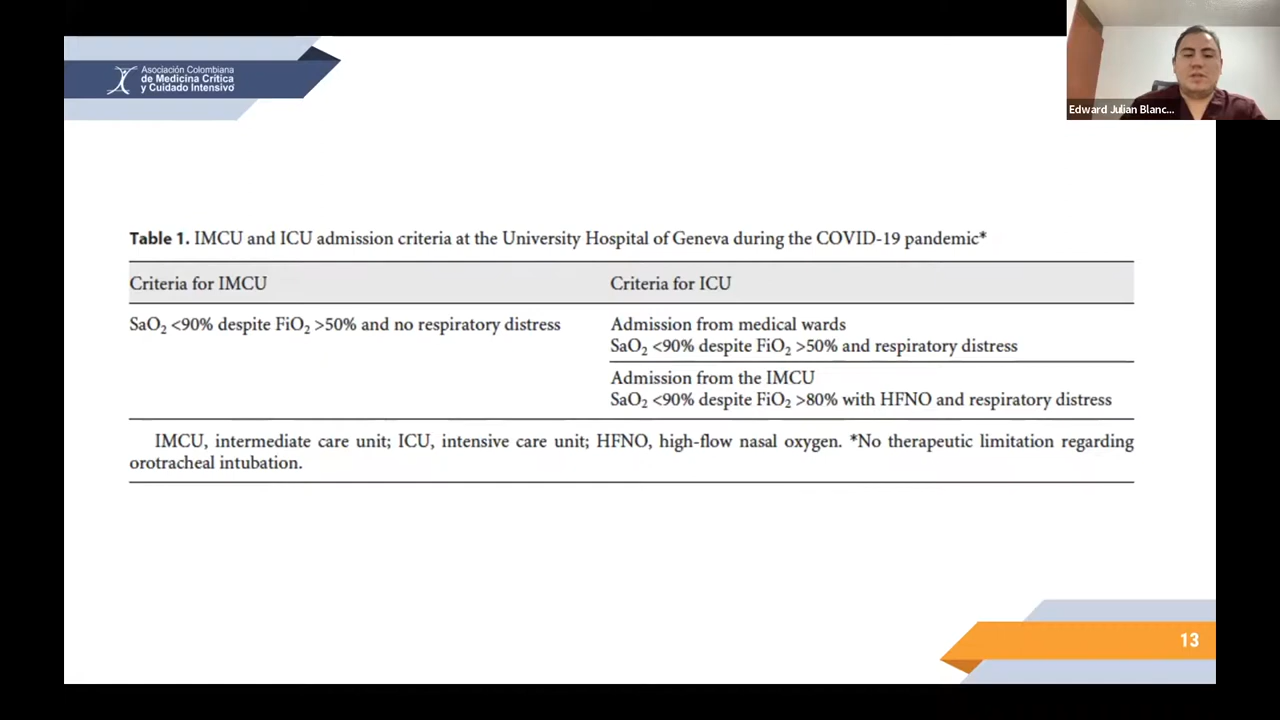 Asociación Colombiana
de Medicina Crítica
y Cuidado Intensivo
Edward Julian Blanc...
Table 1. IMCU and ICU admission criteria at the University Hospital of Geneva during the COVID-19 pandemic*
Criteria for IMCU
Criteria for ICU
SaO₂ <90% despite FiO₂ >50% and no respiratory distress
Admission from medical wards
SaO₂ <90% despite FiO₂ >50% and respiratory distress
Admission from the IMCU
SaO₂ <90% despite FiO₂ >80% with HFNO and respiratory distress
IMCU, intermediate care unit; ICU, intensive care unit; HFNO, high-flow nasal oxygen. *No therapeutic limitation regarding
orotracheal intubation.
13